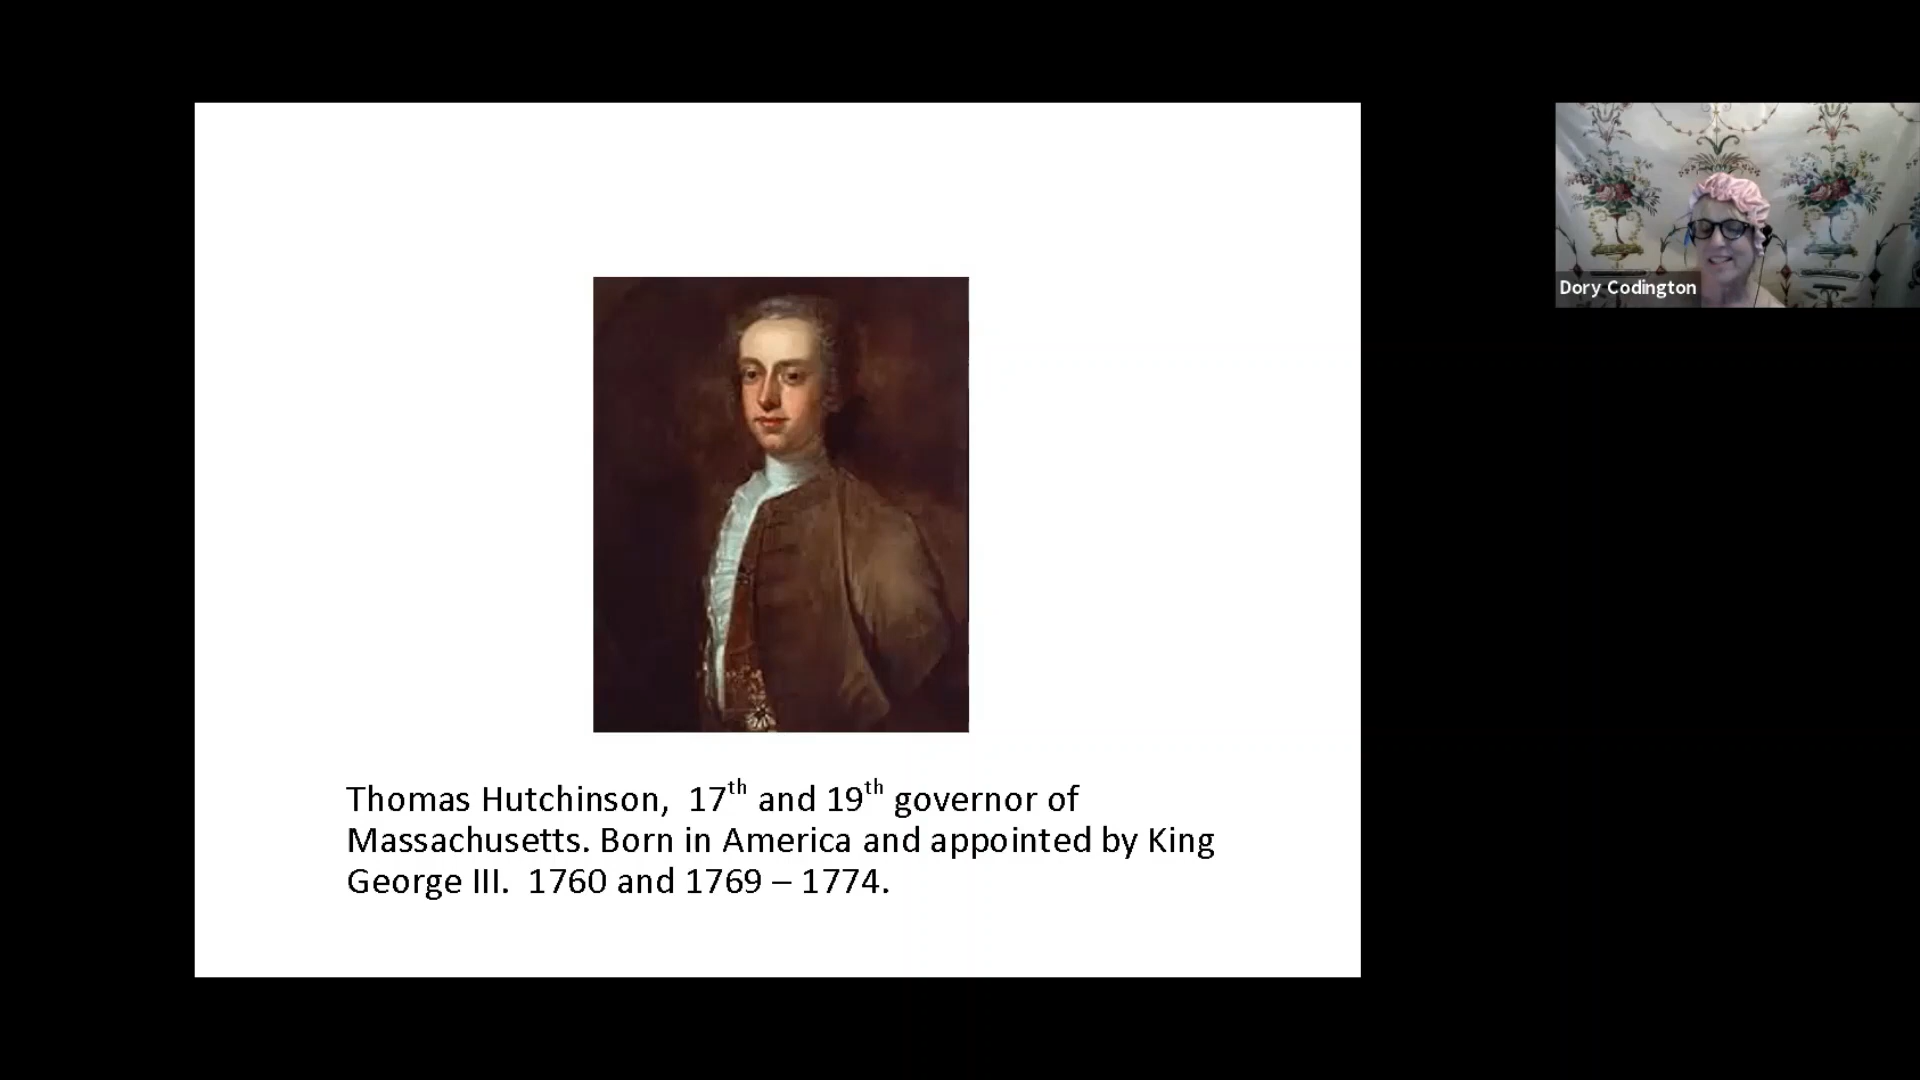 Dory Codington
Thomas Hutchinson, 17th and 19th governor of
Massachusetts. Born in America and appointed by King
George III. 1760 and 1769 – 1774.